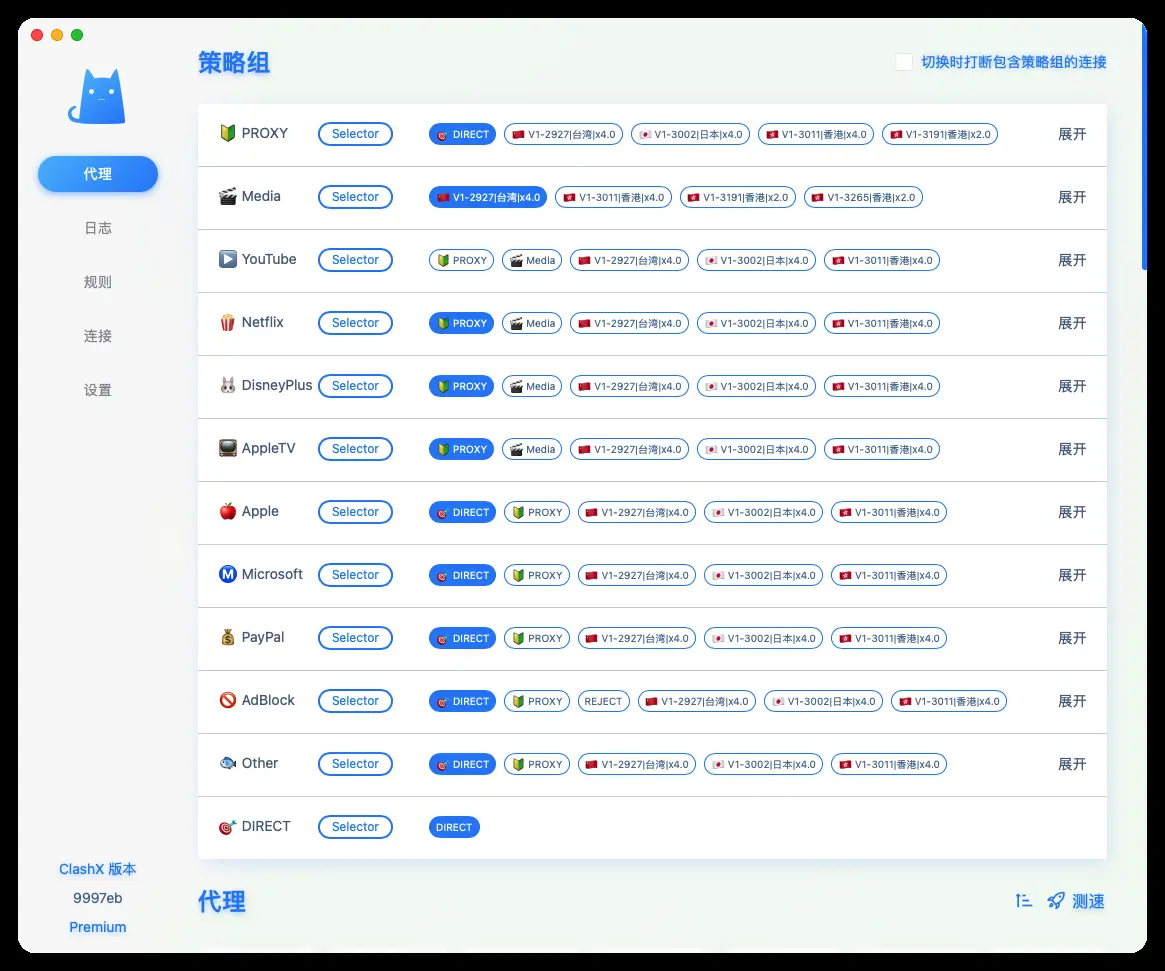 策略组
切换时打断包含策略组的连接
代理
日志
规则
连接
设置
PROXY Selector DIRECT V1-2927|台湾|x4.0 V1-3002|日本|x4.0 V1-3011|香港|x4.0 V1-3191|香港|x2.0 展开
Media Selector V1-2927|台湾|x4.0 V1-3011|香港|x4.0 V1-3191|香港|x2.0 V1-3265|香港|x2.0 展开
YouTube Selector PROXY Media V1-2927|台湾|x4.0 V1-3002|日本|x4.0 V1-3011|香港|x4.0 展开
Netflix Selector PROXY Media V1-2927|台湾|x4.0 V1-3002|日本|x4.0 V1-3011|香港|x4.0 展开
DisneyPlus Selector PROXY Media V1-2927|台湾|x4.0 V1-3002|日本|x4.0 V1-3011|香港|x4.0 展开
AppleTV Selector PROXY Media V1-2927|台湾|x4.0 V1-3002|日本|x4.0 V1-3011|香港|x4.0 展开
Apple Selector DIRECT PROXY V1-2927|台湾|x4.0 V1-3002|日本|x4.0 V1-3011|香港|x4.0 展开
Microsoft Selector DIRECT PROXY V1-2927|台湾|x4.0 V1-3002|日本|x4.0 V1-3011|香港|x4.0 展开
PayPal Selector DIRECT PROXY V1-2927|台湾|x4.0 V1-3002|日本|x4.0 V1-3011|香港|x4.0 展开
AdBlock Selector DIRECT PROXY REJECT V1-2927|台湾|x4.0 V1-3002|日本|x4.0 V1-3011|香港|x4.0 展开
Other Selector DIRECT PROXY V1-2927|台湾|x4.0 V1-3002|日本|x4.0 V1-3011|香港|x4.0 展开
DIRECT Selector DIRECT
ClashX 版本
9997eb
Premium
代理
测速